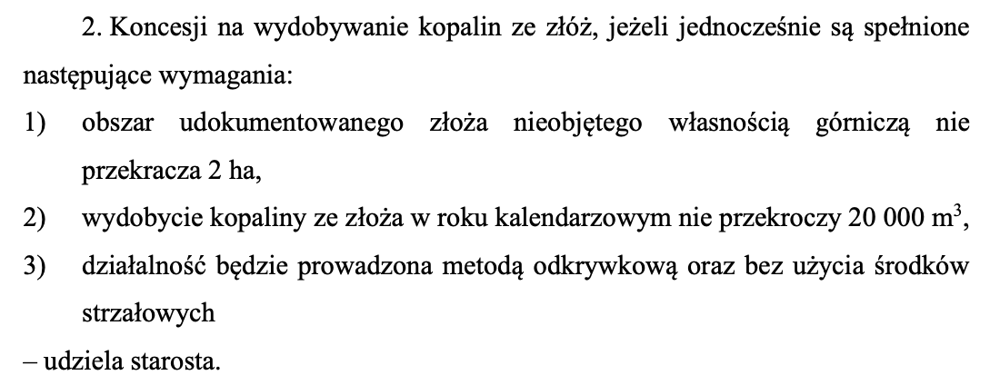 2. Koncesji na wydobywanie kopalin ze złóż, jeżeli jednocześnie są spełnione
następujące wymagania:
1) obszar udokumentowanego złoża nieobjętego własnością górniczą nie
przekracza 2 ha,
2) wydobycie kopaliny ze złoża w roku kalendarzowym nie przekroczy 20 000 m³,
3) działalność będzie prowadzona metodą odkrywkową oraz bez użycia środków
strzałowych
– udziela starosta.